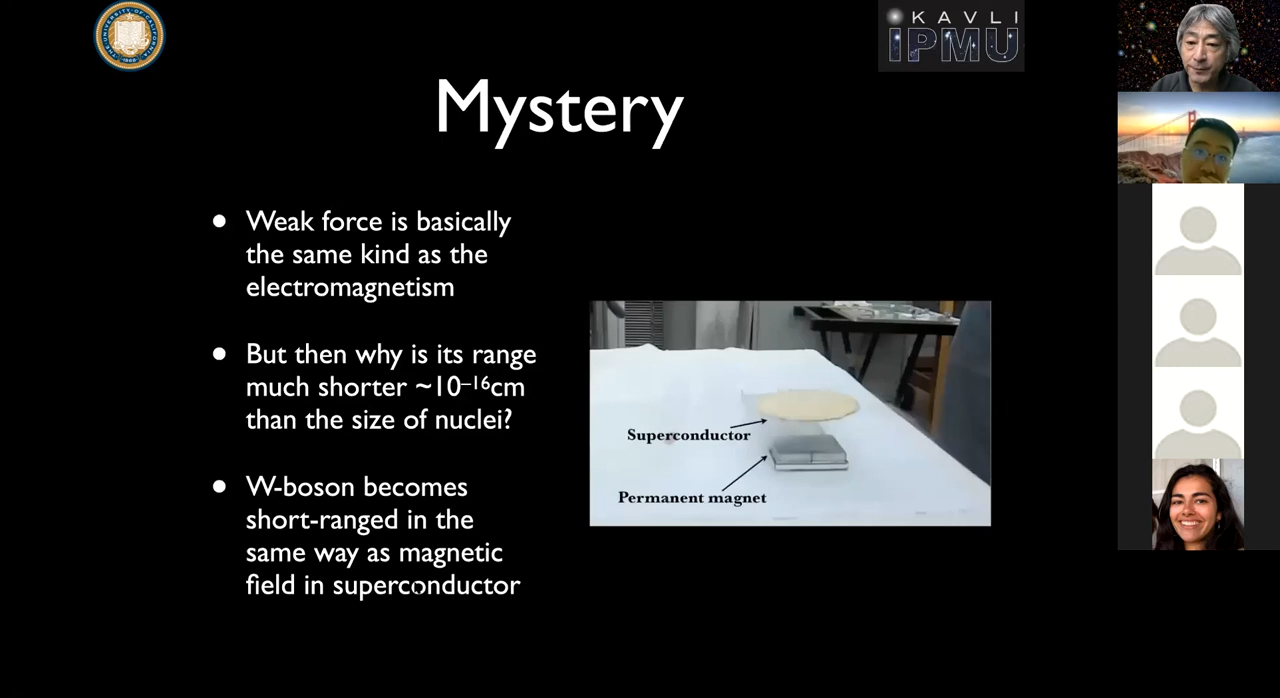 KAVLI
IPMU
Mystery
• Weak force is basically
the same kind as the
electromagnetism
• But then why is its range
much shorter ~10⁻¹⁶cm
than the size of nuclei?
• W-boson becomes
short-ranged in the
same way as magnetic
field in superconductor
Superconductor
Permanent magnet